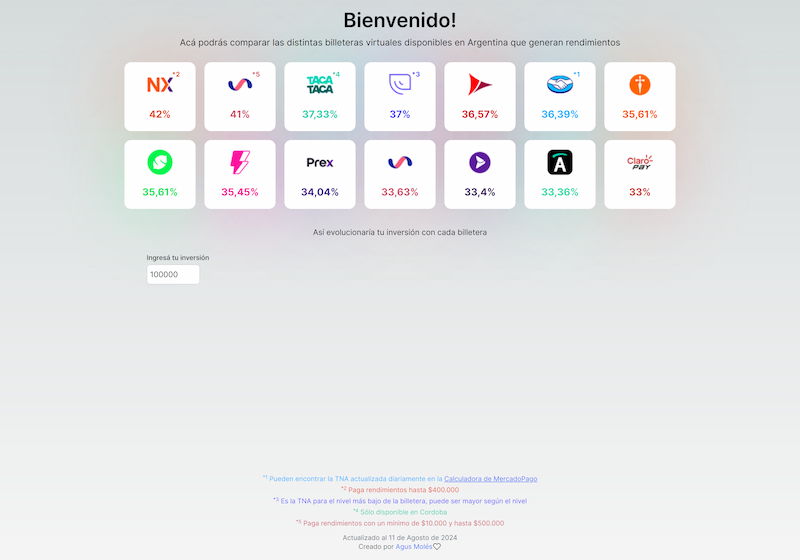 Bienvenido!
Acá podrás comparar las distintas billeteras virtuales disponibles en Argentina que generan rendimientos
NX *2 *5 TACA TACA *4 *3 *1
42% 41% 37,33% 37% 36,57% 36,39% 35,61%
Prex A Claro Pay
35,61% 35,45% 34,04% 33,63% 33,4% 33,36% 33%
Así evolucionaría tu inversión con cada billetera
Ingresá tu inversión
100000
*1 Pueden encontrar la TNA actualizada diariamente en la Calculadora de MercadoPago
*2 Paga rendimientos hasta $400.000
*3 Es la TNA para el nivel más bajo de la billetera, puede ser mayor según el nivel
*4 Sólo disponible en Cordoba
*5 Paga rendimientos con un mínimo de $10.000 y hasta $500.000
Actualizado al 11 de Agosto de 2024
Creado por Agus Molés